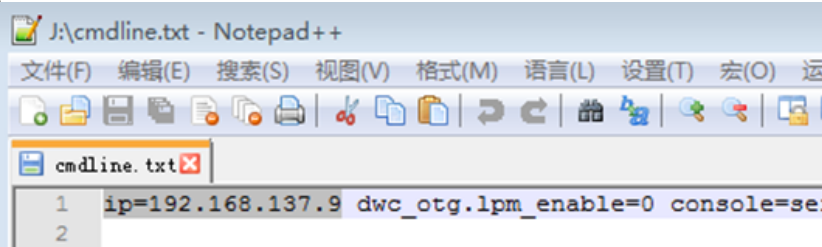 J:\cmdline.txt - Notepad++
文件(F) 编辑(E) 搜索(S) 视图(V) 格式(M) 语言(L) 设置(T) 宏(O)
cmdline.txt
1 ip=192.168.137.9 dwc_otg.lpm_enable=0 console=se
2